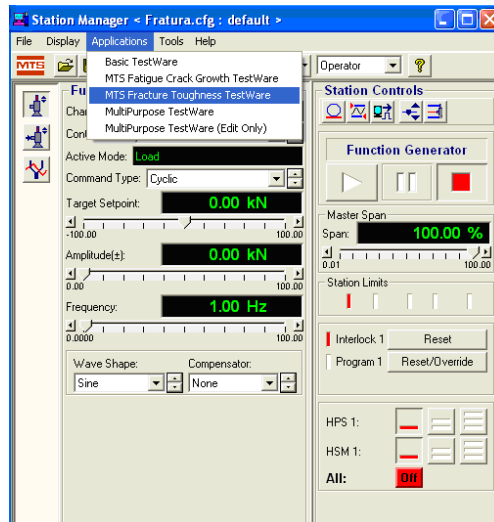 Station Manager < Fratura.cfg : default >
File Display Applications Tools Help
MTS
Operator
Basic TestWare
MTS Fatigue Crack Growth TestWare
MTS Fracture Toughness TestWare
MultiPurpose TestWare
MultiPurpose TestWare (Edit Only)
Fu
Cha
Con
Active Mode: Load
Command Type: Cyclic
Target Setpoint: 0.00 kN
-100.00 100.00
Amplitude(±): 0.00 kN
0.00 100.00
Frequency: 1.00 Hz
0.0000 100.00
Wave Shape: Compensator:
Sine None
Station Controls
Function Generator
Master Span
Span: 100.00 %
0.01 100.00
Station Limits
Interlock 1 Reset
Program 1 Reset/Override
HPS 1:
HSM 1:
All: Off